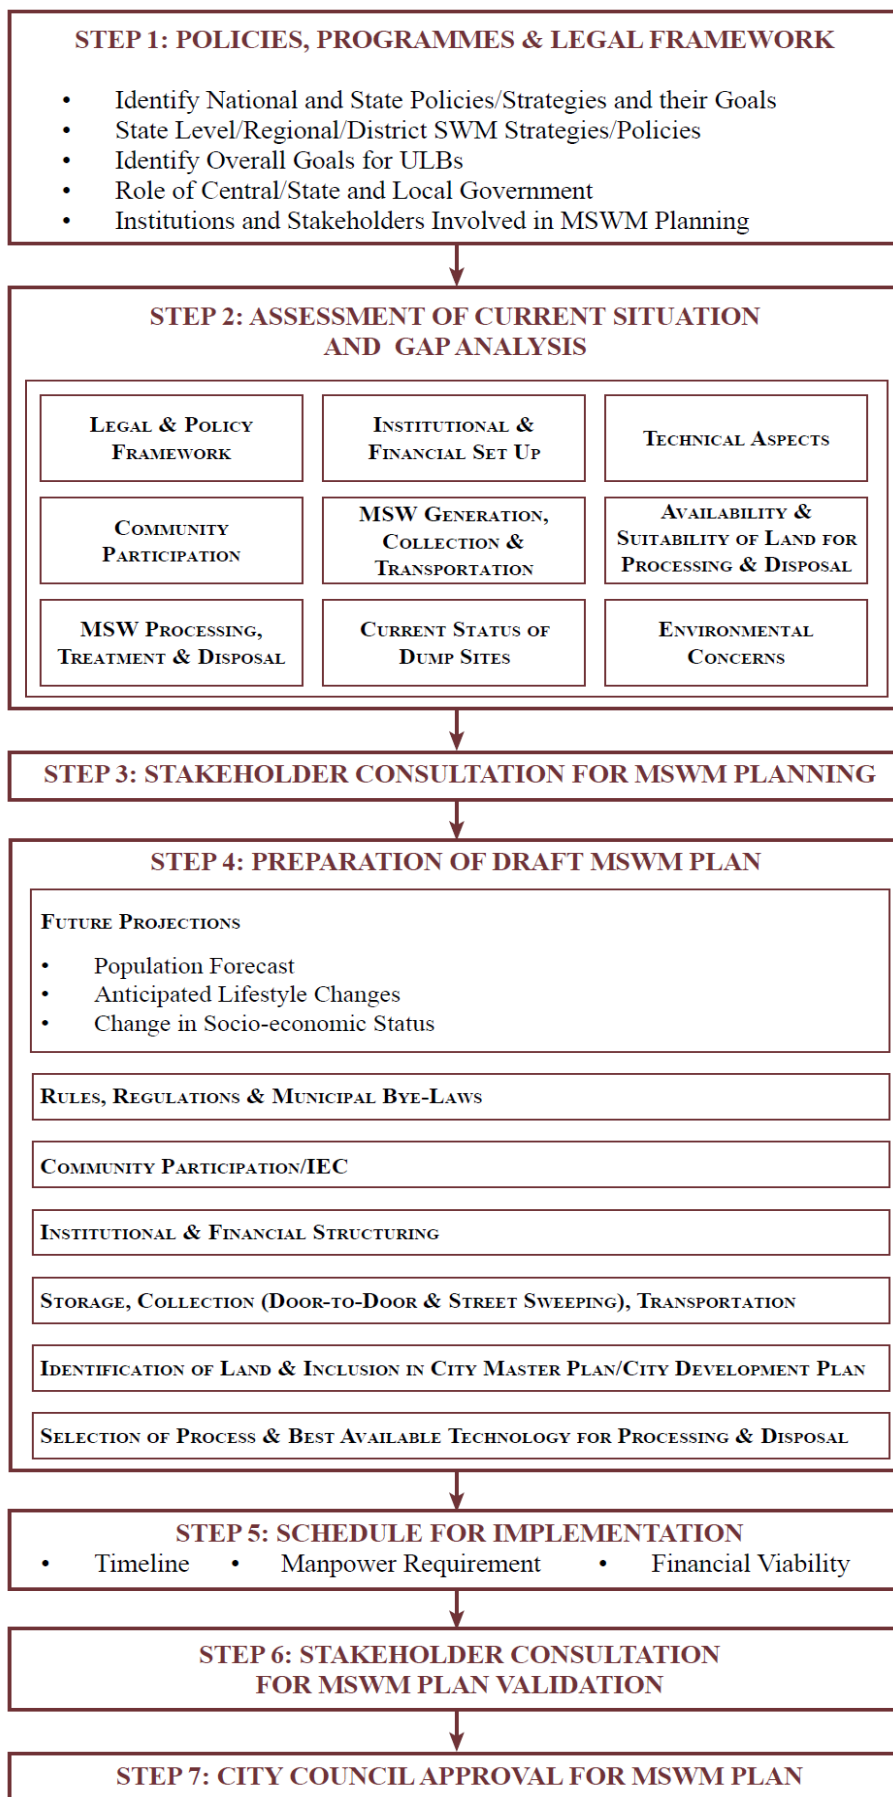 STEP 1: POLICIES, PROGRAMMES & LEGAL FRAMEWORK
• Identify National and State Policies/Strategies and their Goals
• State Level/Regional/District SWM Strategies/Policies
• Identify Overall Goals for ULBs
• Role of Central/State and Local Government
• Institutions and Stakeholders Involved in MSWM Planning
STEP 2: ASSESSMENT OF CURRENT SITUATION
AND GAP ANALYSIS
Legal & Policy
Framework
Institutional &
Financial Set Up
Technical Aspects
Community
Participation
MSW Generation,
Collection &
Transportation
Availability &
Suitability of Land for
Processing & Disposal
MSW Processing,
Treatment & Disposal
Current Status of
Dump Sites
Environmental
Concerns
STEP 3: STAKEHOLDER CONSULTATION FOR MSWM PLANNING
STEP 4: PREPARATION OF DRAFT MSWM PLAN
Future Projections
• Population Forecast
• Anticipated Lifestyle Changes
• Change in Socio-economic Status
Rules, Regulations & Municipal Bye-Laws
Community Participation/IEC
Institutional & Financial Structuring
Storage, Collection (Door-to-Door & Street Sweeping), Transportation
Identification of Land & Inclusion in City Master Plan/City Development Plan
Selection of Process & Best Available Technology for Processing & Disposal
STEP 5: SCHEDULE FOR IMPLEMENTATION
• Timeline • Manpower Requirement • Financial Viability
STEP 6: STAKEHOLDER CONSULTATION
FOR MSWM PLAN VALIDATION
STEP 7: CITY COUNCIL APPROVAL FOR MSWM PLAN